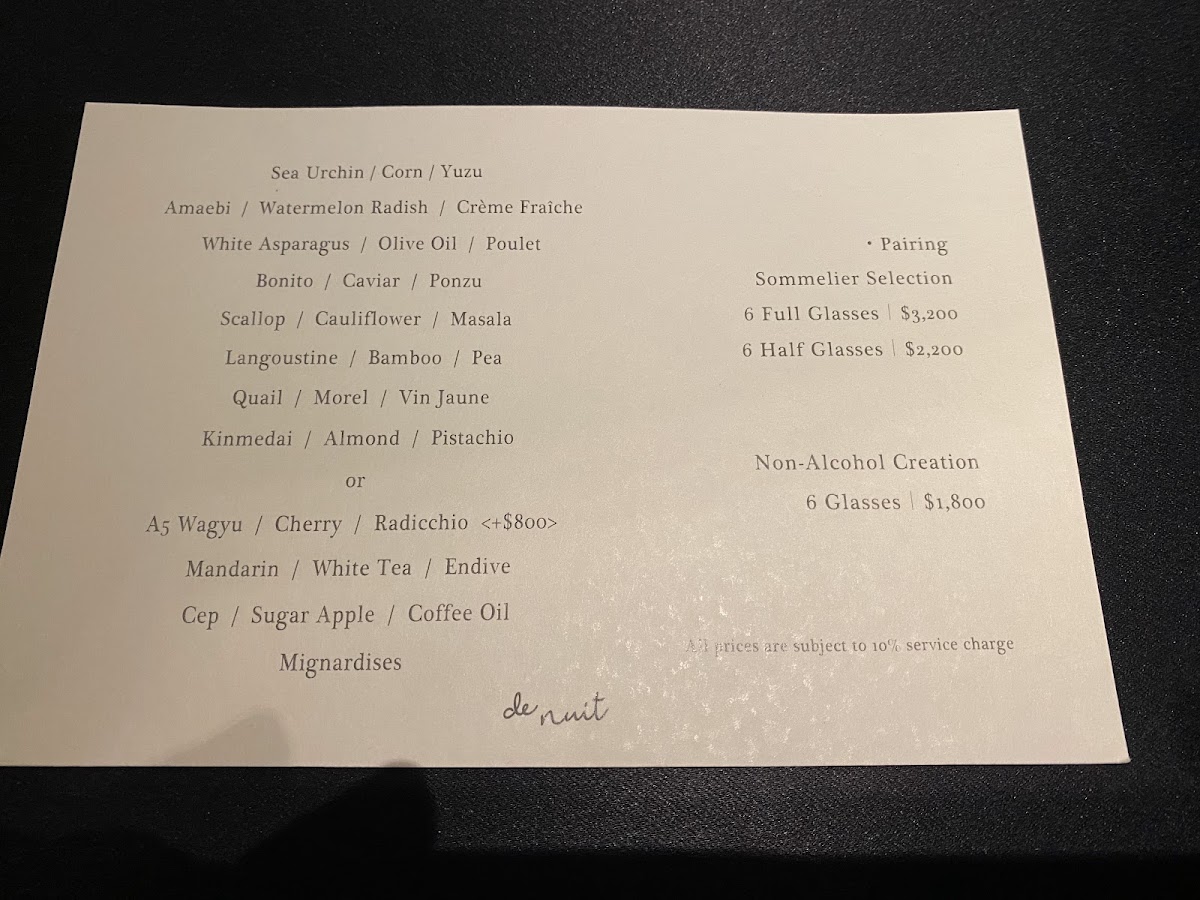 Sea Urchin / Corn / Yuzu
Amaebi / Watermelon Radish / Crème Fraîche
White Asparagus / Olive Oil / Poulet
Bonito / Caviar / Ponzu
Scallop / Cauliflower / Masala
Langoustine / Bamboo / Pea
Quail / Morel / Vin Jaune
Kinmedai / Almond / Pistachio
or
A5 Wagyu / Cherry / Radicchio <+$800>
Mandarin / White Tea / Endive
Cep / Sugar Apple / Coffee Oil
Mignardises
• Pairing
Sommelier Selection
6 Full Glasses | $3,200
6 Half Glasses | $2,200
Non-Alcohol Creation
6 Glasses | $1,800
All prices are subject to 10% service charge
de nuit